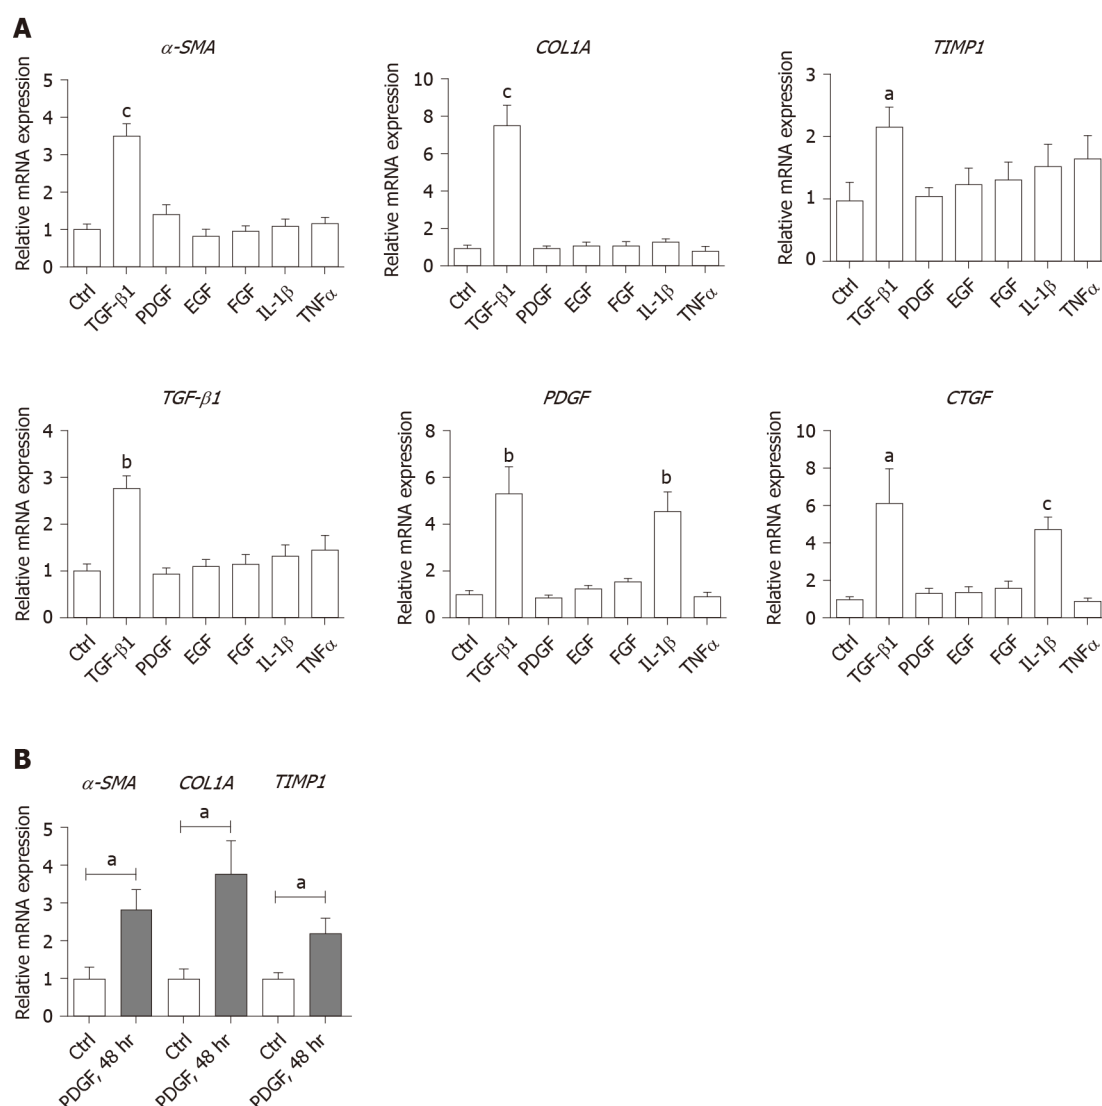 A
α-SMA
Relative mRNA expression
5
4
3
2
1
0
c
Ctrl
TGF-β1
PDGF
EGF
FGF
IL-1β
TNFα
COL1A
Relative mRNA expression
10
8
6
4
2
0
c
Ctrl
TGF-β1
PDGF
EGF
FGF
IL-1β
TNFα
TIMP1
Relative mRNA expression
3
2
1
0
a
Ctrl
TGF-β1
PDGF
EGF
FGF
IL-1β
TNFα
TGF-β1
Relative mRNA expression
4
3
2
1
0
b
Ctrl
TGF-β1
PDGF
EGF
FGF
IL-1β
TNFα
PDGF
Relative mRNA expression
8
6
4
2
0
b
b
Ctrl
TGF-β1
PDGF
EGF
FGF
IL-1β
TNFα
CTGF
Relative mRNA expression
10
8
6
4
2
0
a
c
Ctrl
TGF-β1
PDGF
EGF
FGF
IL-1β
TNFα
B
α-SMA
COL1A
TIMP1
Relative mRNA expression
5
4
3
2
1
0
a
a
a
Ctrl
PDGF, 48 hr
Ctrl
PDGF, 48 hr
Ctrl
PDGF, 48 hr